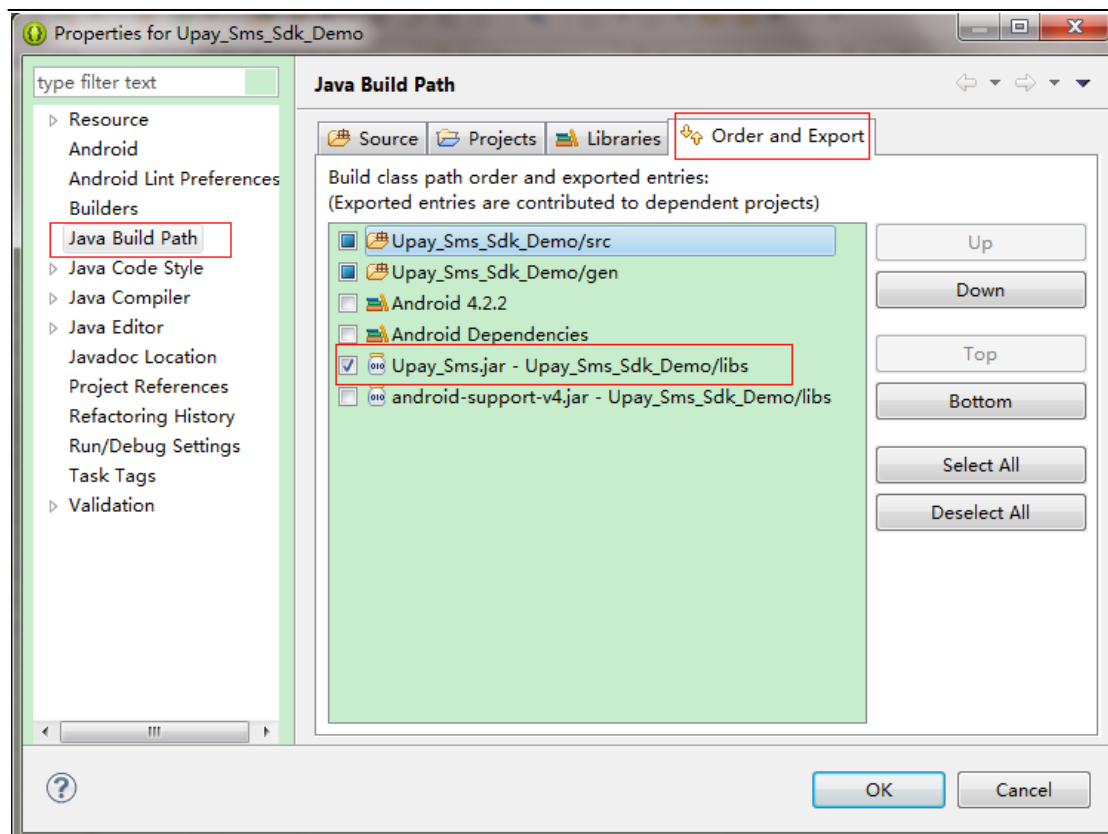 Properties for Upay_Sms_Sdk_Demo
type filter text
Resource
Android
Android Lint Preferences
Builders
Java Build Path
Java Code Style
Java Compiler
Java Editor
Javadoc Location
Project References
Refactoring History
Run/Debug Settings
Task Tags
Validation
Java Build Path
Source
Projects
Libraries
Order and Export
Build class path order and exported entries:
(Exported entries are contributed to dependent projects)
Upay_Sms_Sdk_Demo/src
Upay_Sms_Sdk_Demo/gen
Android 4.2.2
Android Dependencies
Upay_Sms.jar - Upay_Sms_Sdk_Demo/libs
android-support-v4.jar - Upay_Sms_Sdk_Demo/libs
Up
Down
Top
Bottom
Select All
Deselect All
OK
Cancel